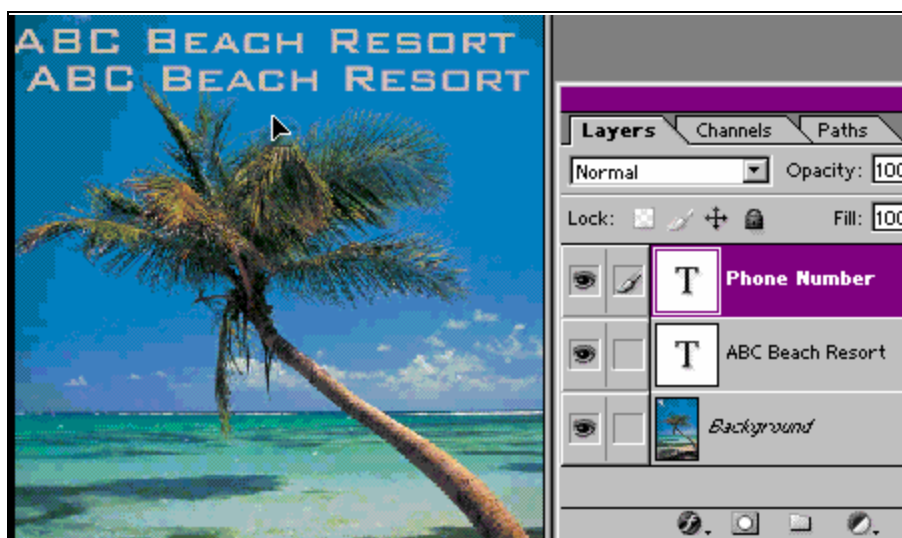 ABC BEACH RESORT
ABC BEACH RESORT
Layers Channels Paths
Normal Opacity: 100
Lock: Fill: 100
T Phone Number
T ABC Beach Resort
Background